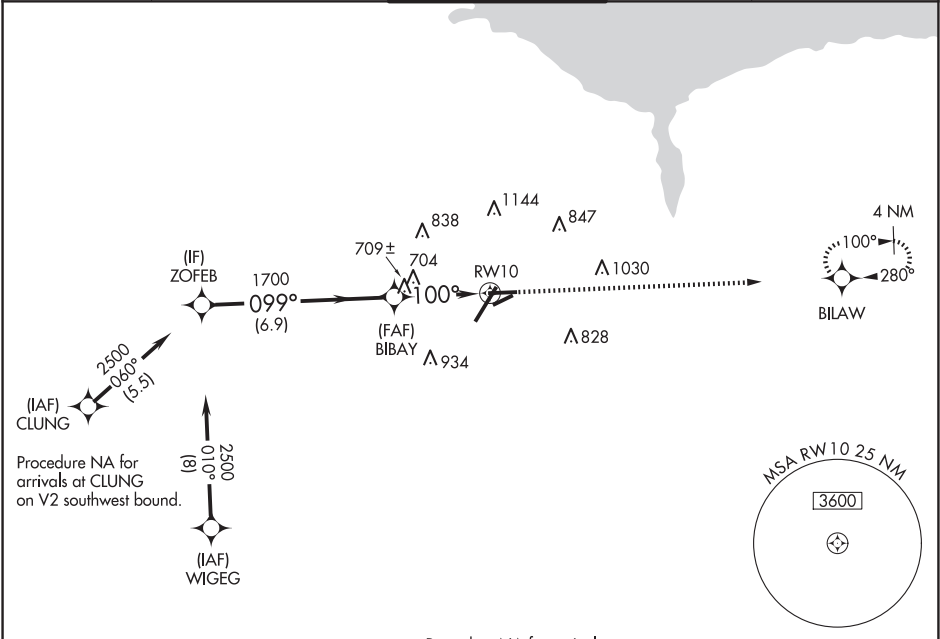 1144
838
847
4 NM
709±
704
100°
(IF)
ZOFEB
1700
RW10
1030
280°
099°
100°
(6.9)
(FAF)
BIBAY
BILAW
828
934
2500
060°
(5.5)
(IAF)
CLUNG
2500
010°
(8)
Procedure NA for
arrivals at CLUNG
on V2 southwest bound.
MSA RW10 25 NM
3600
(IAF)
WIGEG